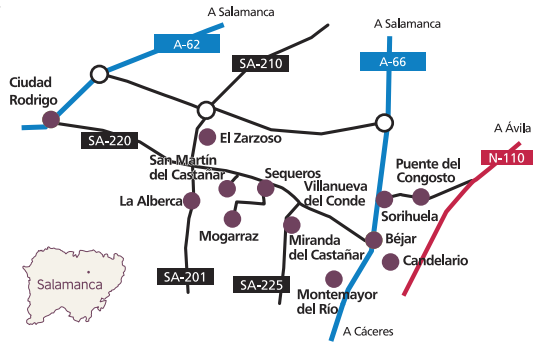 A Salamanca
A Salamanca
A-62
SA-210
A-66
Ciudad
Rodrigo
A Ávila
El Zarzoso
SA-220
N-110
San Martín
del Castañar
Sequeros
Puente del
Congosto
Villanueva
del Conde
La Alberca
Sorihuela
Mogarraz
Miranda
del Castañar
Béjar
Candelario
SA-201
SA-225
Salamanca
Montemayor
del Río
A Cáceres